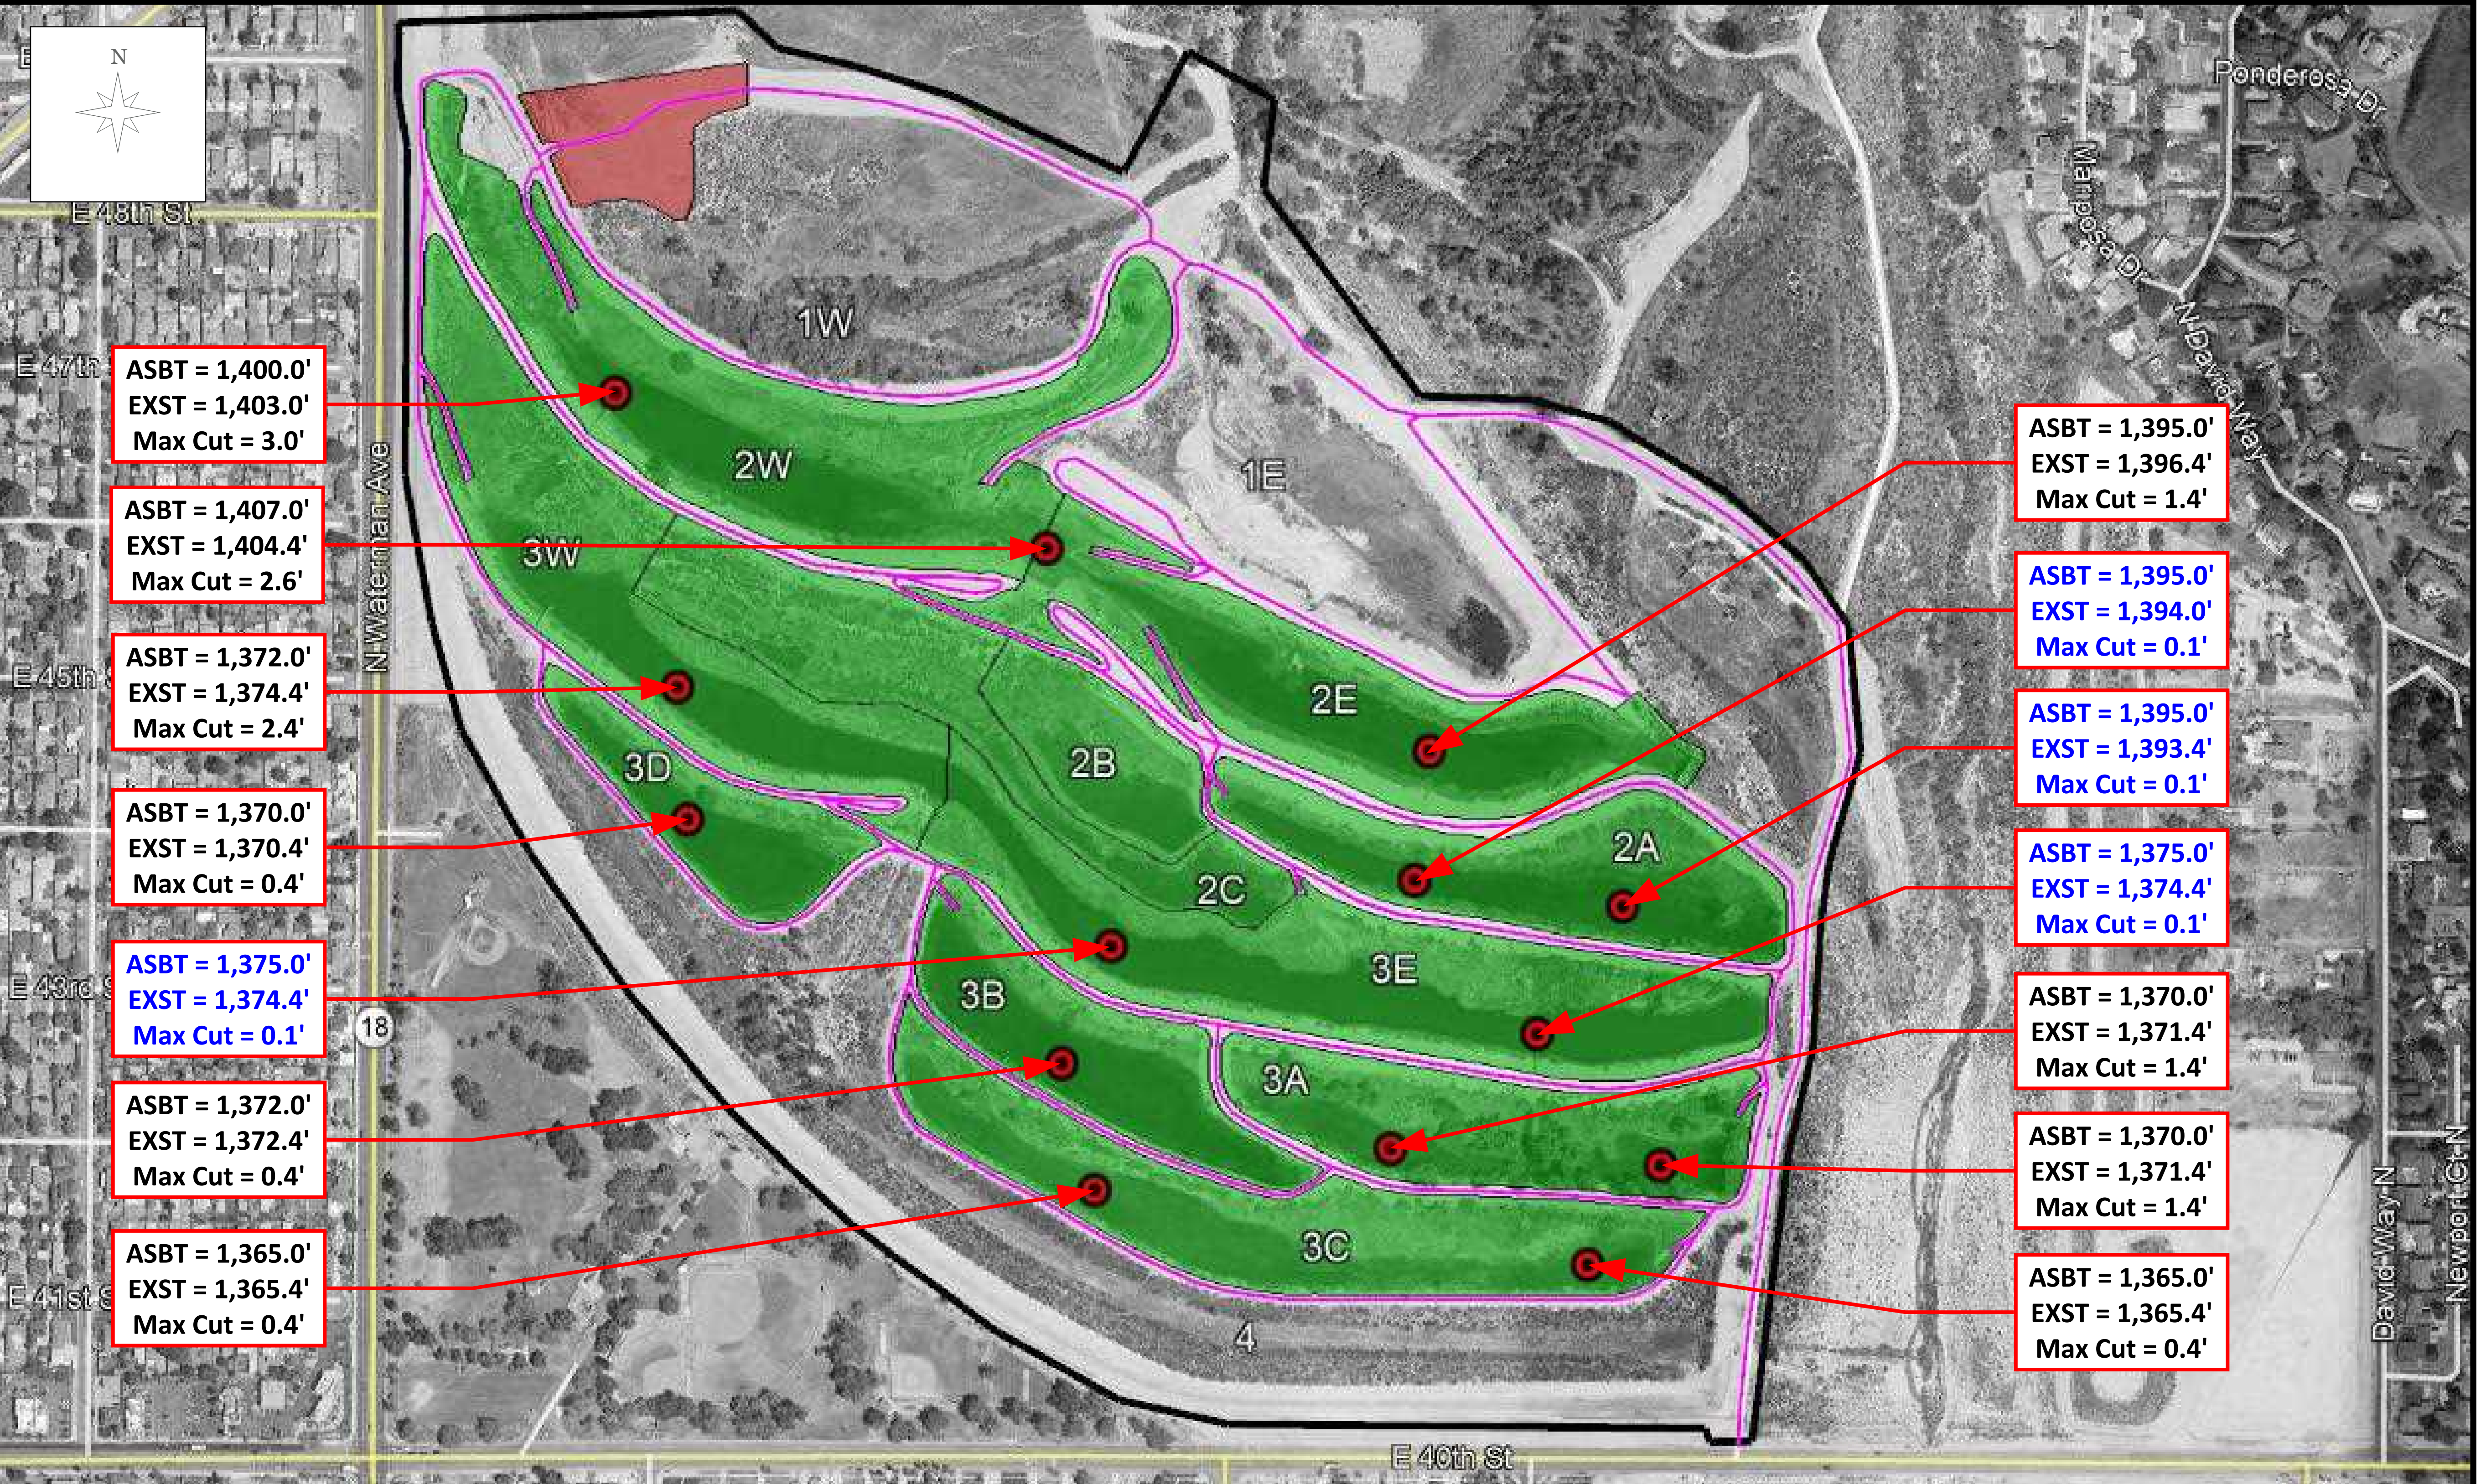 N
E 48th St
Ponderosa Dr
Mariposa Dr
N David Way
1W
E 47th
ASBT = 1,400.0'
EXST = 1,403.0'
Max Cut = 3.0'
ASBT = 1,407.0'
EXST = 1,404.4'
Max Cut = 2.6'
ASBT = 1,372.0'
EXST = 1,374.4'
Max Cut = 2.4'
E 45th
ASBT = 1,370.0'
EXST = 1,370.4'
Max Cut = 0.4'
ASBT = 1,375.0'
EXST = 1,374.4'
Max Cut = 0.1'
E 43rd S
ASBT = 1,372.0'
EXST = 1,372.4'
Max Cut = 0.4'
ASBT = 1,365.0'
EXST = 1,365.4'
Max Cut = 0.4'
E 41st S
N Waterman Ave
18
2W
1E
3W
2E
2B
3D
2A
2C
3E
3B
3A
3C
4
ASBT = 1,395.0'
EXST = 1,396.4'
Max Cut = 1.4'
ASBT = 1,395.0'
EXST = 1,394.0'
Max Cut = 0.1'
ASBT = 1,395.0'
EXST = 1,393.4'
Max Cut = 0.1'
ASBT = 1,375.0'
EXST = 1,374.4'
Max Cut = 0.1'
ASBT = 1,370.0'
EXST = 1,371.4'
Max Cut = 1.4'
ASBT = 1,370.0'
EXST = 1,371.4'
Max Cut = 1.4'
ASBT = 1,365.0'
EXST = 1,365.4'
Max Cut = 0.4'
David Way N
Newport Ct N
E 40th St